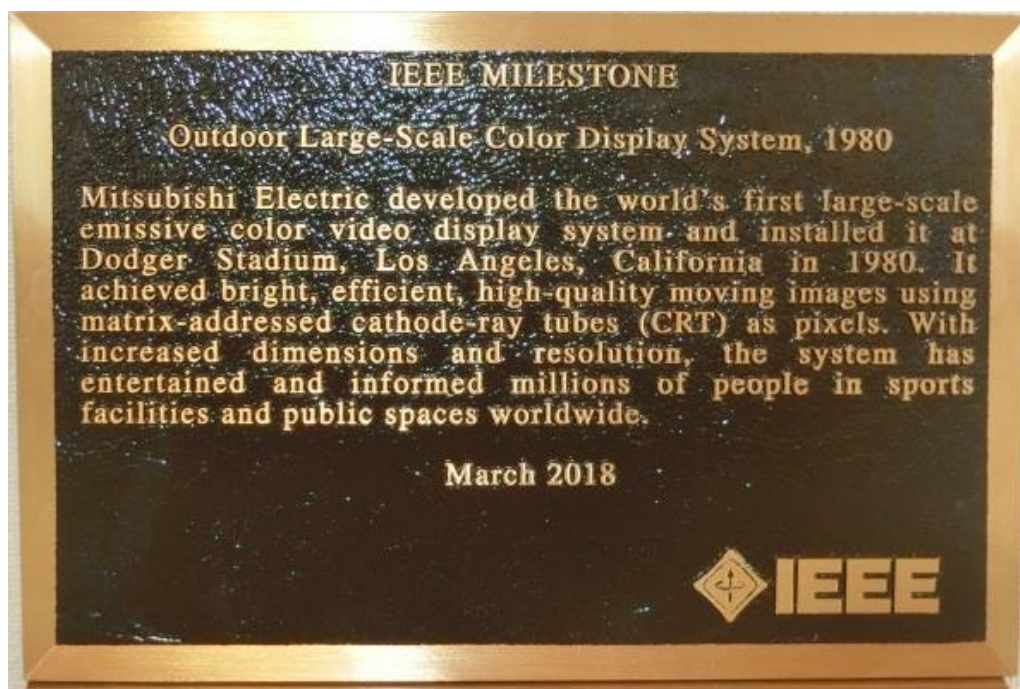 IEEE MILESTONE
Outdoor Large-Scale Color Display System, 1980
Mitsubishi Electric developed the world's first large-scale
emissive color video display system and installed it at
Dodger Stadium, Los Angeles, California in 1980. It
achieved bright, efficient, high-quality moving images using
matrix-addressed cathode-ray tubes (CRT) as pixels. With
increased dimensions and resolution, the system has
entertained and informed millions of people in sports
facilities and public spaces worldwide.
March 2018
IEEE